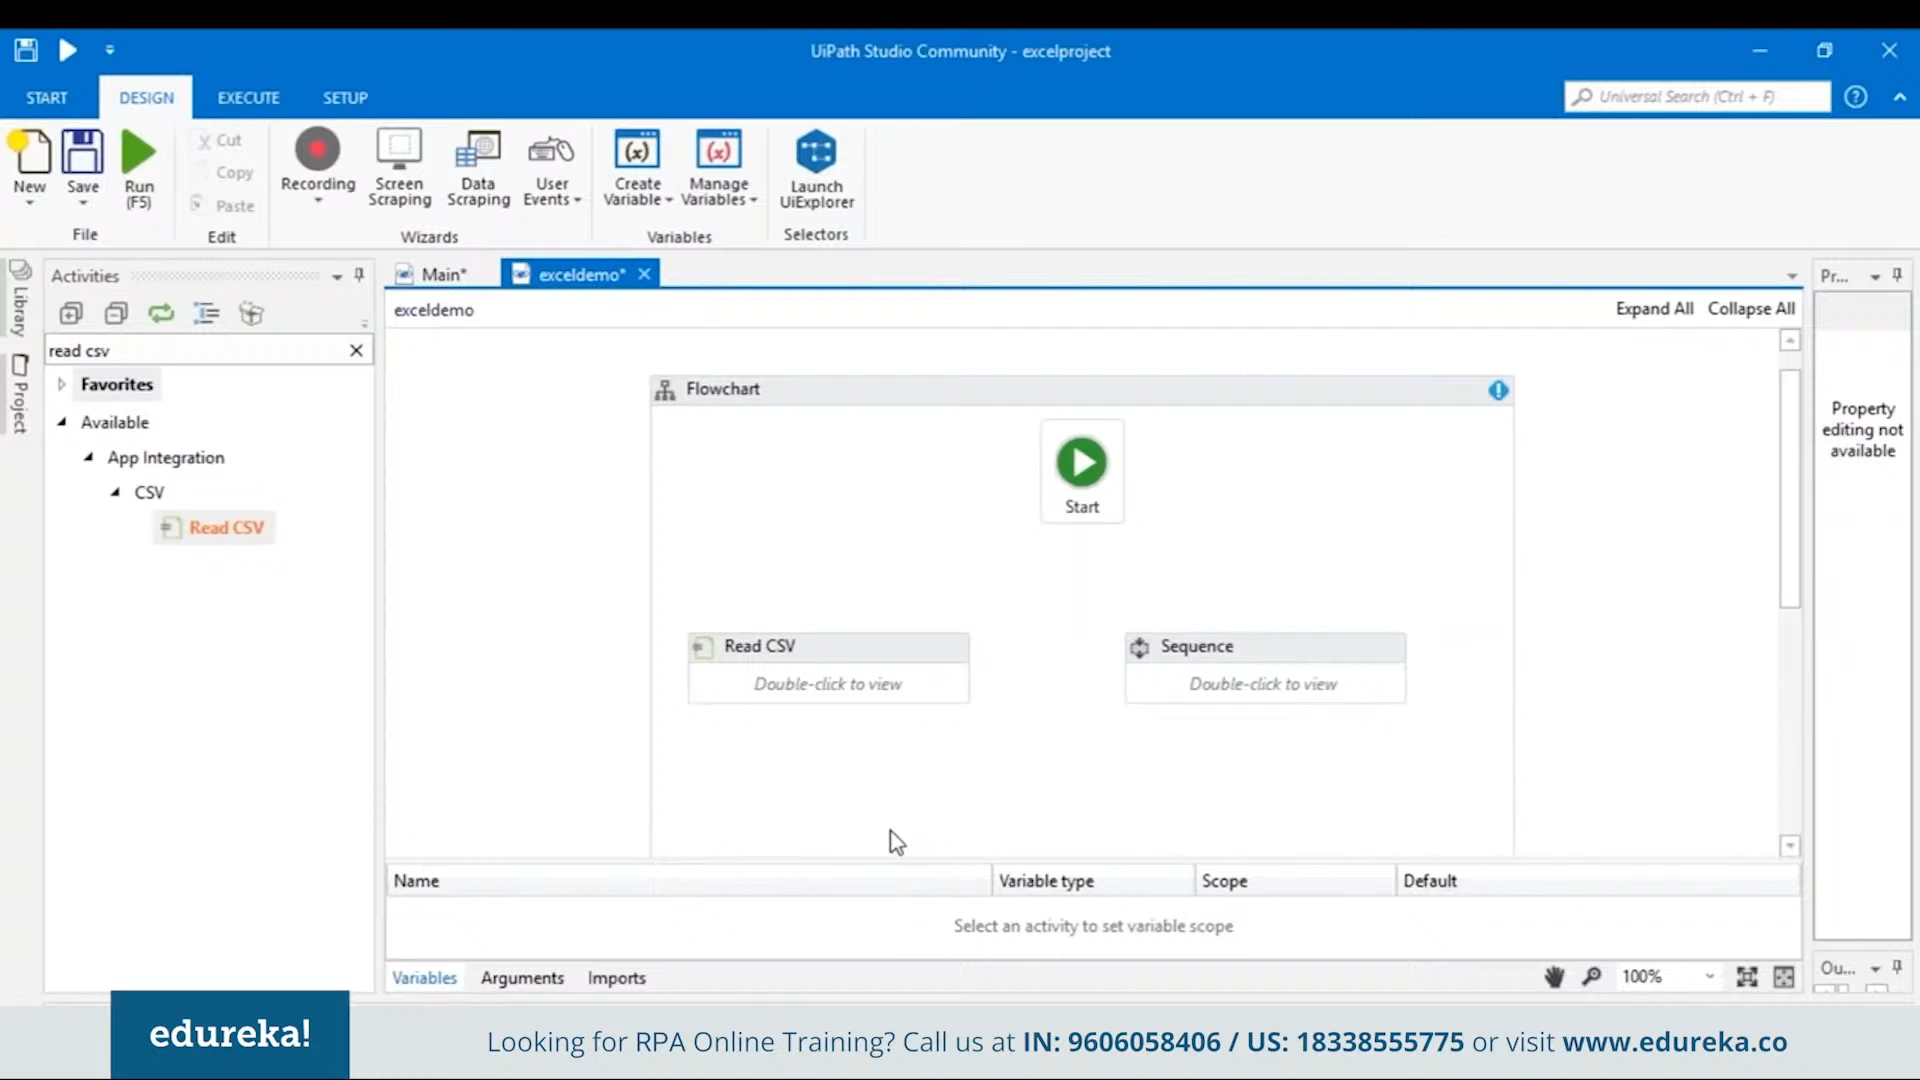 UiPath Studio Community - excelproject
START DESIGN EXECUTE SETUP
Universal Search (Ctrl + F)
New
Save
Run
(F5)
File
Cut
Copy
Paste
Edit
Recording
Screen
Scraping
Data
Scraping
User
Events
Wizards
Create
Variable
Manage
Variables
Variables
Launch
UiExplorer
Selectors
Library
Project
Activities
read csv
Favorites
Available
App Integration
CSV
Read CSV
Main*
exceldemo*
exceldemo
Expand All Collapse All
Flowchart
Start
Read CSV
Double-click to view
Sequence
Double-click to view
Pr...
Property
editing not
available
Name Variable type Scope Default
Select an activity to set variable scope
Variables Arguments Imports
100%
Ou...
edureka!
Looking for RPA Online Training? Call us at IN: 9606058406 / US: 18338555775 or visit www.edureka.co